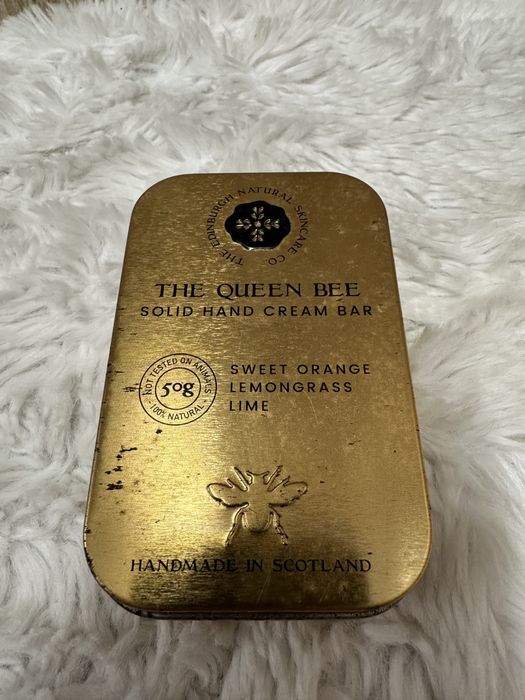 THE EDINBURGH NATURAL SKINCARE CO
THE QUEEN BEE
SOLID HAND CREAM BAR
NOT TESTED ON ANIMALS
50g
100% NATURAL
SWEET ORANGE
LEMONGRASS
LIME
HANDMADE IN SCOTLAND